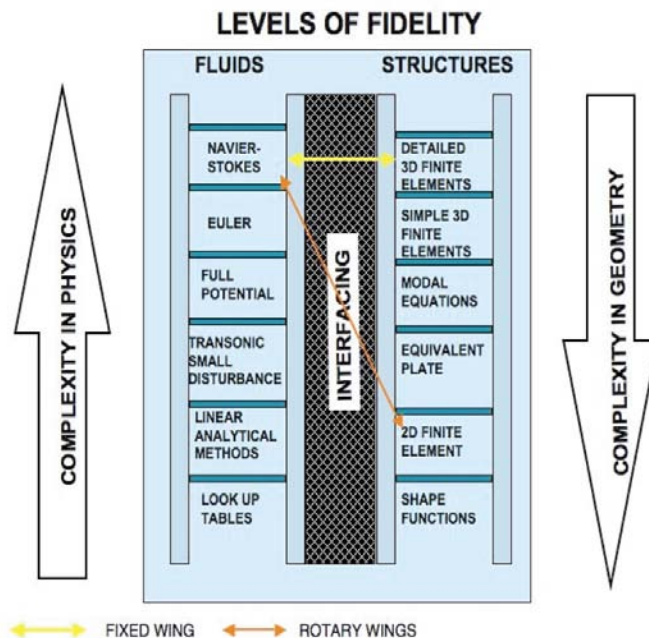 LEVELS OF FIDELITY
FLUIDS
STRUCTURES
COMPLEXITY IN PHYSICS
NAVIER-
STOKES
EULER
FULL
POTENTIAL
TRANSONIC
SMALL
DISTURBANCE
LINEAR
ANALYTICAL
METHODS
LOOK UP
TABLES
INTERFACING
DETAILED
3D FINITE
ELEMENTS
SIMPLE 3D
FINITE
ELEMENTS
MODAL
EQUATIONS
EQUIVALENT
PLATE
2D FINITE
ELEMENT
SHAPE
FUNCTIONS
COMPLEXITY IN GEOMETRY
FIXED WING
ROTARY WINGS